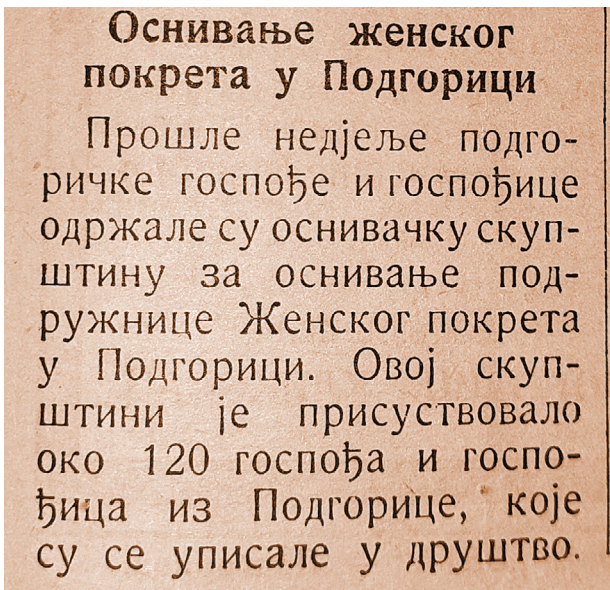 Оснивање женског
покрета у Подгорици
Прошле недјеље подго-
ричке госпође и госпођице
одржале су оснивачку скуп-
штину за оснивање под-
ружнице Женског покрета
у Подгорици. Овој скуп-
штини је присуствовало
око 120 госпођа и госпо-
ђица из Подгорице, које
су се уписале у друштво.